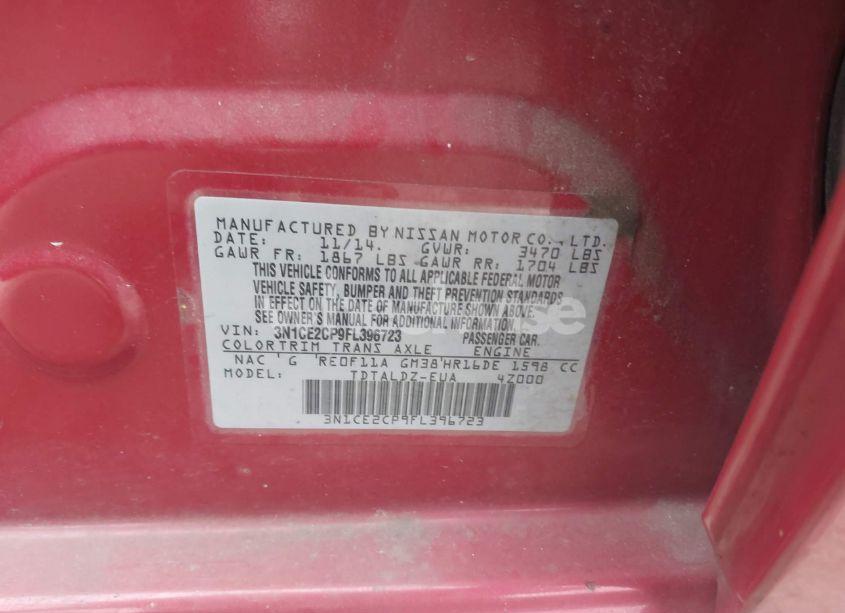 MANUFACTURED BY NISSAN MOTOR CO., LTD.
DATE: 11/14. GVWR: 3470 LBS
GAWR FR: 1867 LBS GAWR RR: 1704 LBS
THIS VEHICLE CONFORMS TO ALL APPLICABLE FEDERAL MOTOR
VEHICLE SAFETY, BUMPER AND THEFT PREVENTION STANDARDS
IN EFFECT ON THE DATE OF MANUFACTURE SHOWN ABOVE.
SEE OWNER'S MANUAL FOR ADDITIONAL INFORMATION.
VIN: 3N1CE2CP9FL396723 PASSENGER CAR.
COLOR TRIM TRANS AXLE ENGINE
NAC G RE0F11A GM38 HR16DE 1598 CC
MODEL: TDTALDZ-EUA 4Z000
3N1CE2CP9FL396723